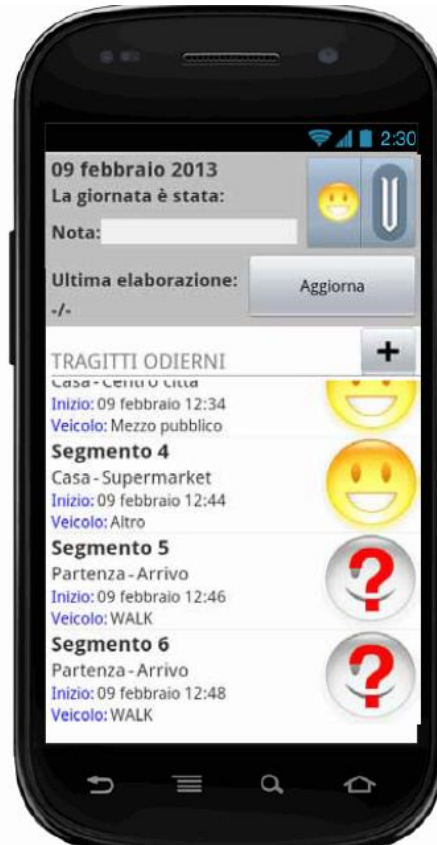 2:30
09 febbraio 2013
La giornata è stata:
Nota:
Ultima elaborazione:
-/-
Aggiorna
TRAGITTI ODIERNI
+
Casa - Centro città
Inizio: 09 febbraio 12:34
Veicolo: Mezzo pubblico
Segmento 4
Casa - Supermarket
Inizio: 09 febbraio 12:44
Veicolo: Altro
Segmento 5
Partenza - Arrivo
Inizio: 09 febbraio 12:46
Veicolo: WALK
Segmento 6
Partenza - Arrivo
Inizio: 09 febbraio 12:48
Veicolo: WALK